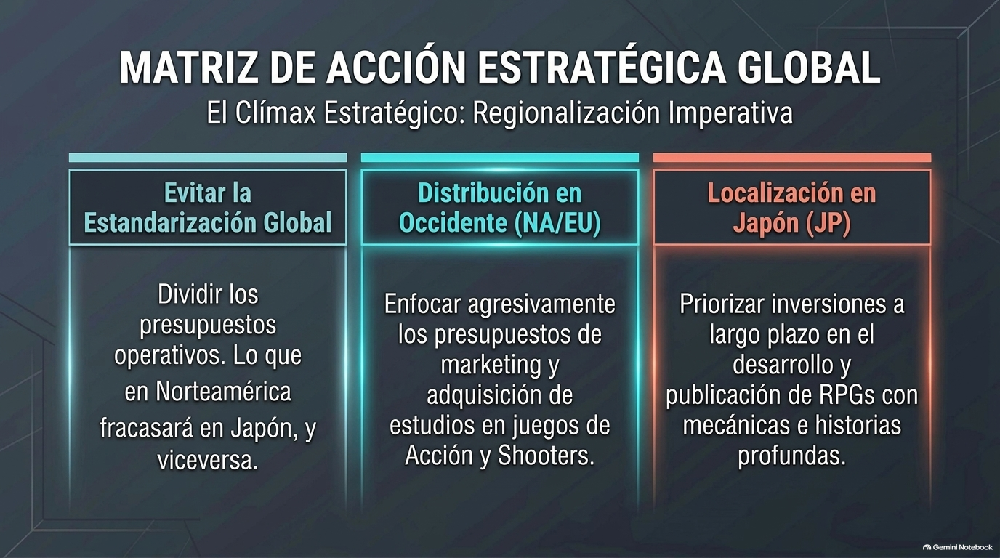 MATRIZ DE ACCIÓN ESTRATÉGICA GLOBAL
El Clímax Estratégico: Regionalización Imperativa
Evitar la
Estandarización Global
Dividir los
presupuestos
operativos. Lo que
en Norteamérica
fracasará en Japón, y
viceversa.
Distribución en
Occidente (NA/EU)
Enfocar agresivamente
los presupuestos de
marketing y
adquisición de
estudios en juegos de
Acción y Shooters.
Localización en
Japón (JP)
Priorizar inversiones a
largo plazo en el
desarrollo y
publicación de RPGs con
mecánicas e historias
profundas.
Gemini Notebook